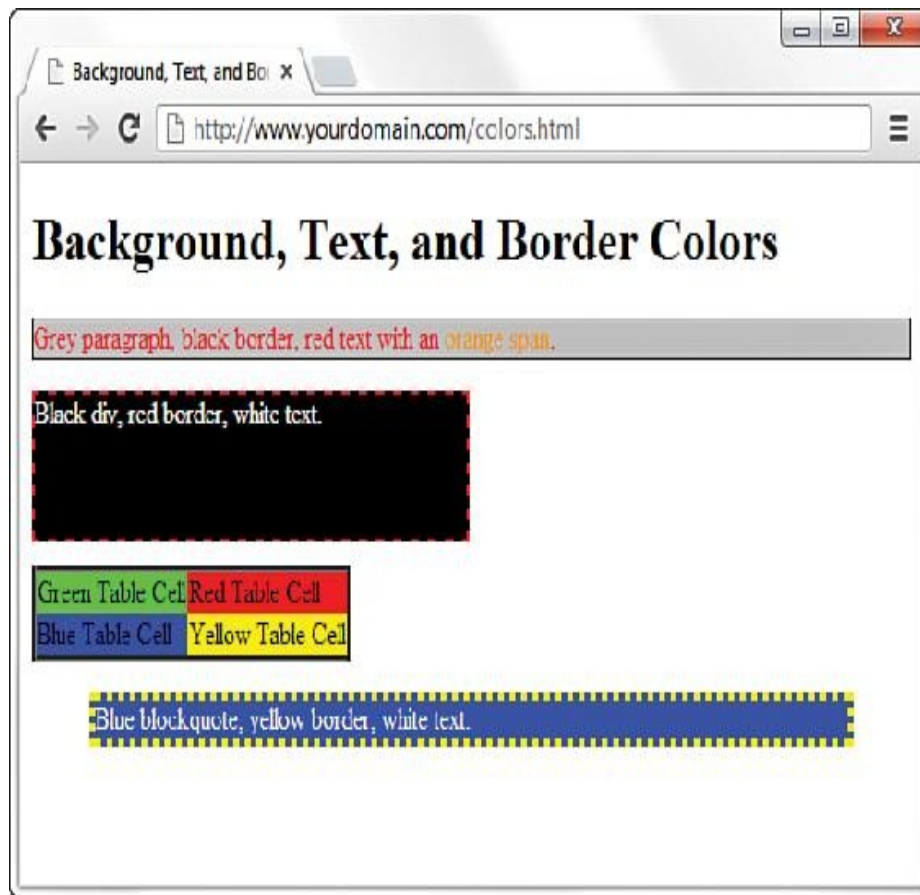 Background, Text, and Bo
http://www.yourdomain.com/colors.html
Background, Text, and Border Colors
Grey paragraph, black border, red text with an orange span.
Black div, red border, white text.
Green Table Cell Red Table Cell
Blue Table Cell Yellow Table Cell
Blue blockquote, yellow border, white text.